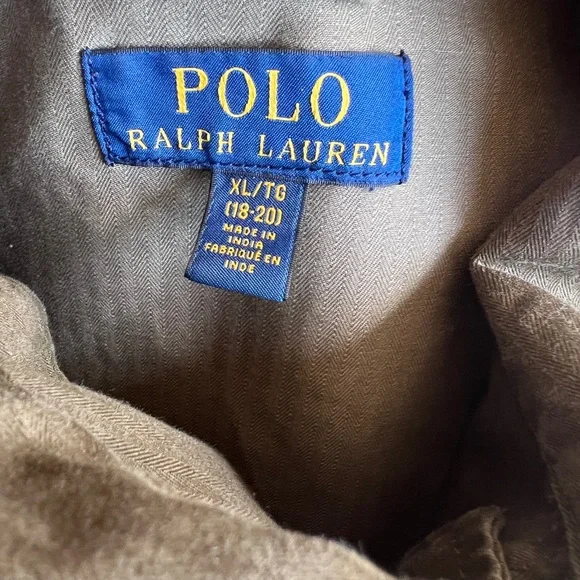 POLO
RALPH LAUREN
XL/TG
(18-20)
MADE IN
INDIA
FABRIQUÉ EN
INDE